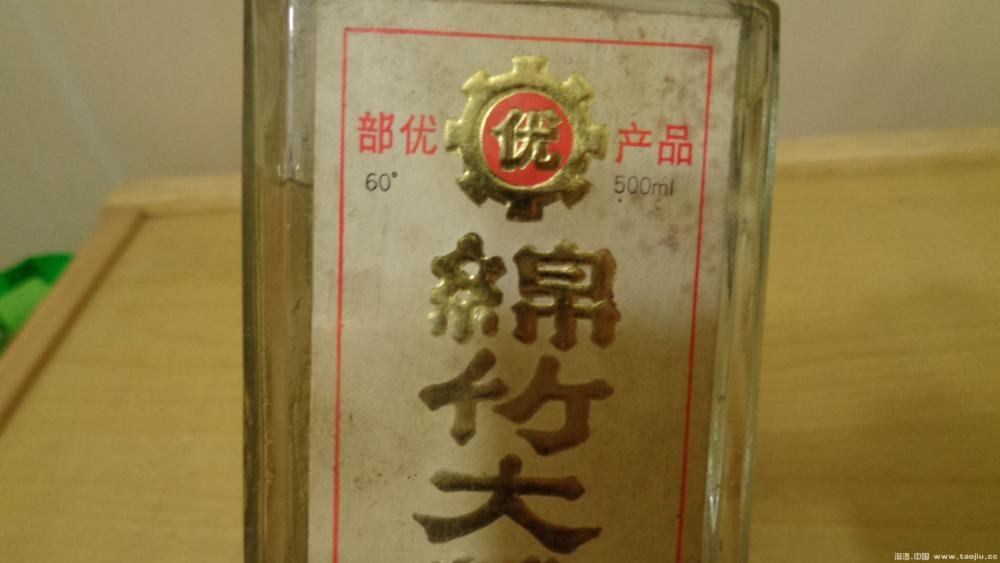 部优 优 产品
60° 500ml
綿
竹
大
淘酒.中国 www.taojiu.cc